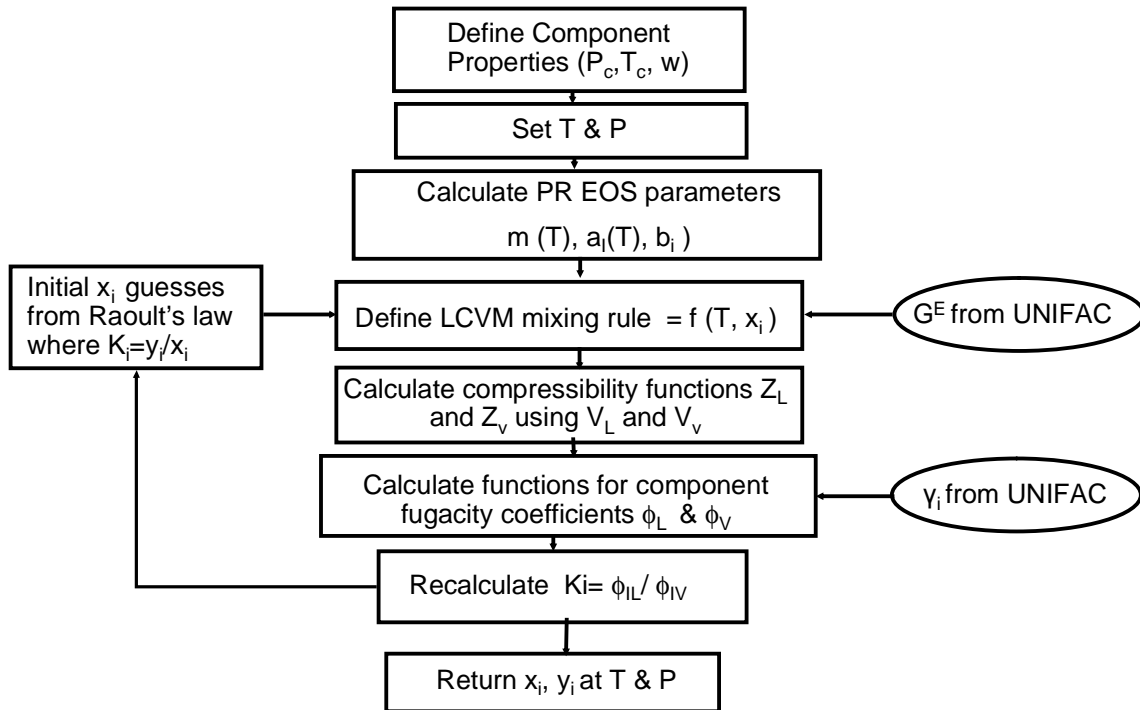 Define Component
Properties (Pc,Tc, w)
Set T & P
Calculate PR EOS parameters
m (T), aI(T), bi )
Initial xi guesses
from Raoult's law
where Ki=yi/xi
Define LCVM mixing rule = f (T, xi )
GE from UNIFAC
Calculate compressibility functions ZL
and Zv using VL and Vv
Calculate functions for component
fugacity coefficients ϕL & ϕV
γi from UNIFAC
Recalculate Ki= ϕIL/ ϕIV
Return xi, yi at T & P